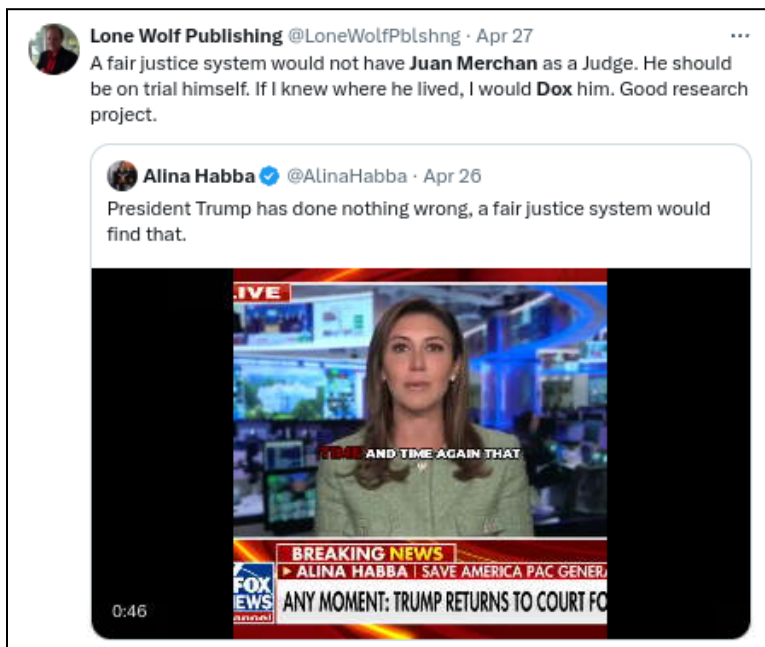 Lone Wolf Publishing @LoneWolfPblshng · Apr 27 ...
A fair justice system would not have Juan Merchan as a Judge. He should
be on trial himself. If I knew where he lived, I would Dox him. Good research
project.
Alina Habba @AlinaHabba · Apr 26
President Trump has done nothing wrong, a fair justice system would
find that.
LIVE
TIME AND TIME AGAIN THAT
BREAKING NEWS
ALINA HABBA | SAVE AMERICA PAC GENERA
FOX
NEWS
channel
ANY MOMENT: TRUMP RETURNS TO COURT FO
0:46